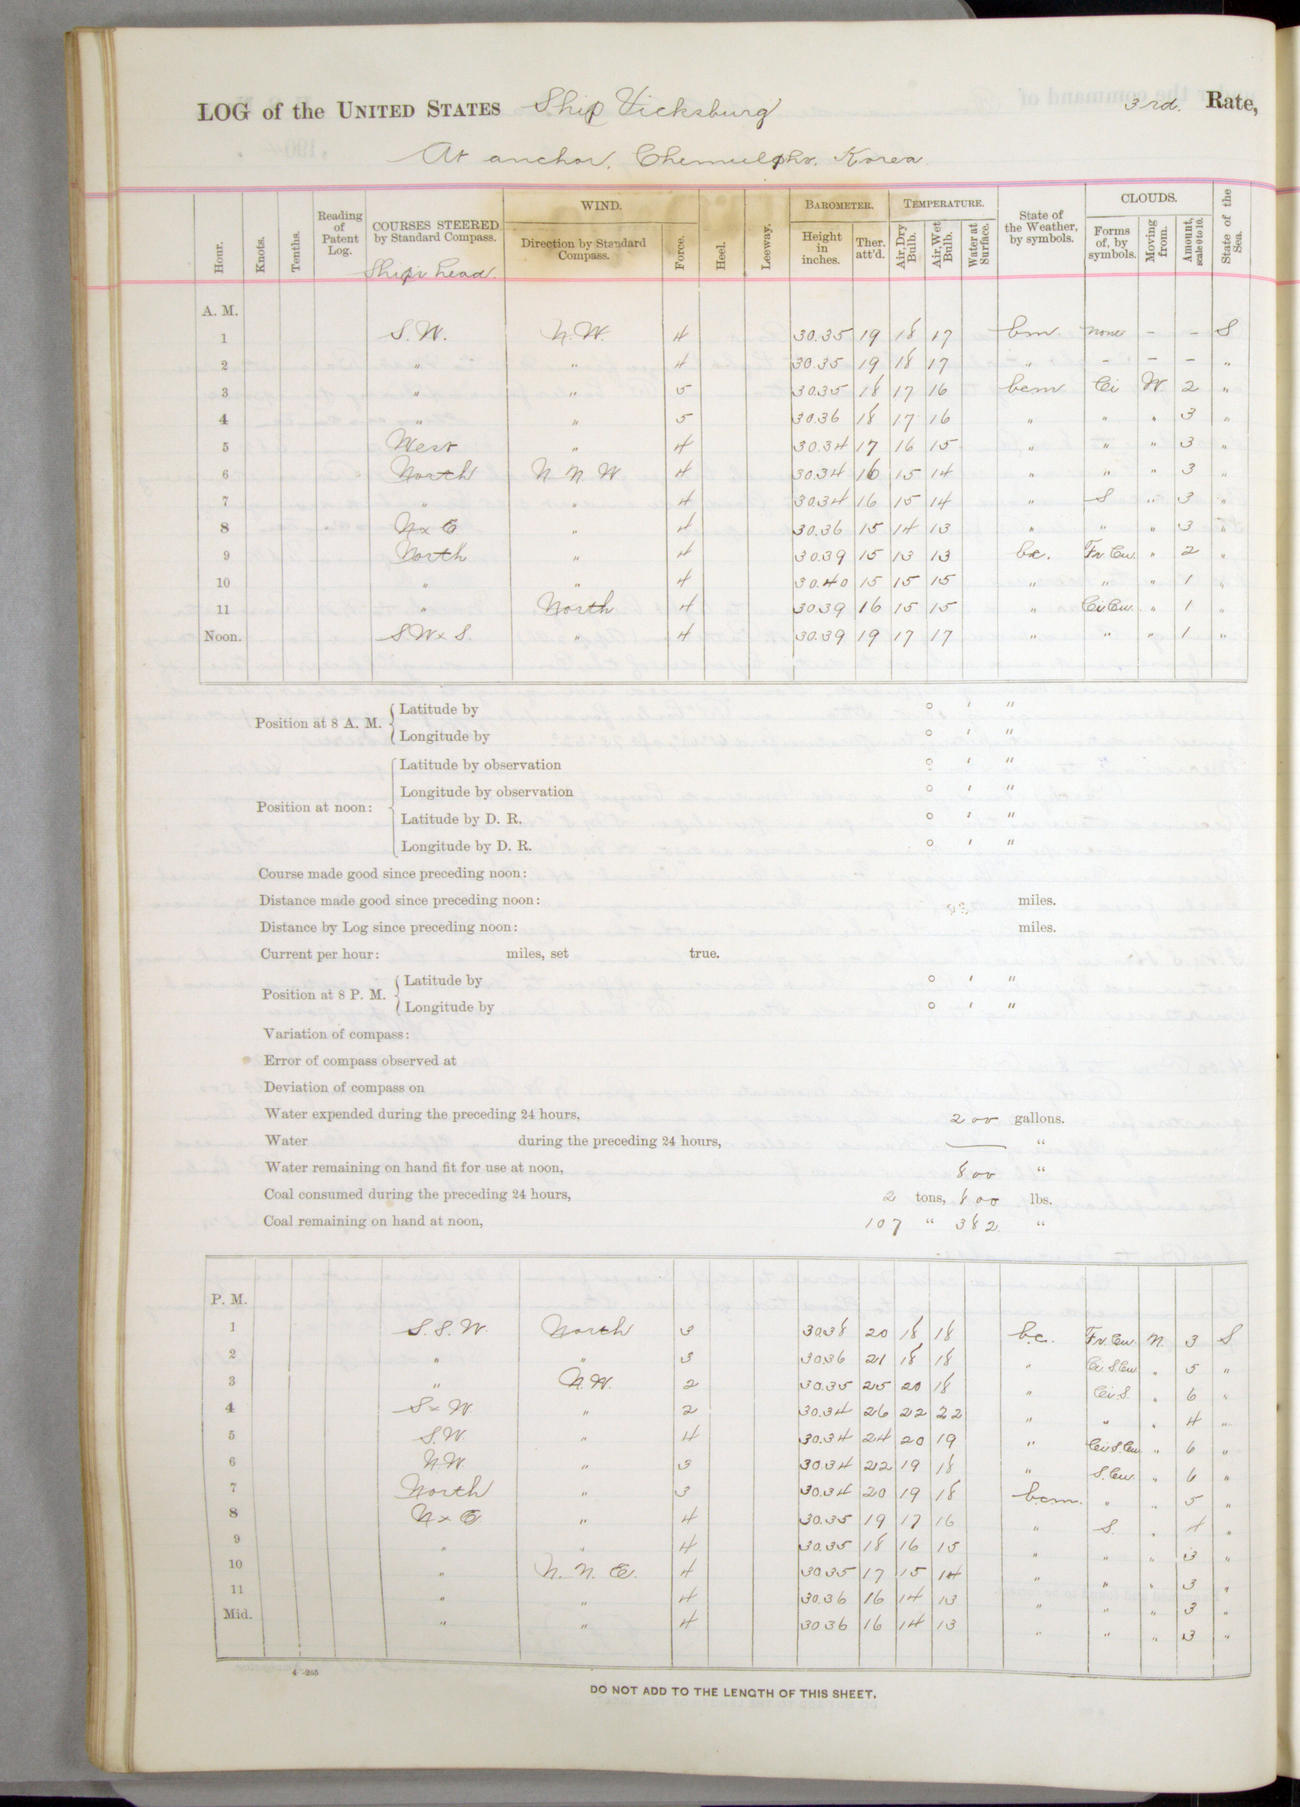 LOG of the UNITED STATES Ship Vicksburg 3rd. Rate,
At anchor, Chemulpho, Korea
Hour. Knots. Tenths. Reading of Patent Log. COURSES STEERED by Standard Compass. WIND. Direction by Standard Compass. Force. Heel. Leeway. BAROMETER. Height in inches. Ther. att'd. TEMPERATURE. Air, Dry Bulb. Air, Wet Bulb. Water at Surface. State of the Weather, by symbols. CLOUDS. Forms of, by symbols. Moving from. Amount, scale 0 to 10. State of the Sea.
Ship's head.
A. M.
1 S.W. N.W. 4 30.35 19 18 17 bm none - - S
2 " " 4 30.35 19 18 17 " - - - "
3 " " 5 30.35 18 17 16 bcm Ci W 2 "
4 " " 5 30.36 18 17 16 " " " 3 "
5 West " 4 30.34 17 16 15 " " " 3 "
6 North N. N. W 4 30.34 16 15 14 " " " 3 "
7 " " 4 30.34 16 15 14 " S " 3 "
8 N x E " 4 30.36 15 14 13 " " " 3 "
9 North " 4 30.39 15 13 13 bc. Fr. Cu. " 2 "
10 " " 4 30.40 15 15 15 " " " 1 "
11 " North 4 30.39 16 15 15 " Ci Cu. " 1 "
Noon. SW x S. " 4 30.39 19 17 17 " " " 1 "
Position at 8 A. M. Latitude by ° ′ ″
Longitude by ° ′ ″
Position at noon: Latitude by observation ° ′ ″
Longitude by observation ° ′ ″
Latitude by D. R. ° ′ ″
Longitude by D. R. ° ′ ″
Course made good since preceding noon:
Distance made good since preceding noon: miles.
Distance by Log since preceding noon: miles.
Current per hour: miles, set true.
Position at 8 P. M. Latitude by ° ′ ″
Longitude by ° ′ ″
Variation of compass:
Error of compass observed at
Deviation of compass on
Water expended during the preceding 24 hours, 200 gallons.
Water during the preceding 24 hours, — "
Water remaining on hand fit for use at noon, 800 "
Coal consumed during the preceding 24 hours, 2 tons, 800 lbs.
Coal remaining on hand at noon, 107 " 382 "
P. M.
1 S.S.W. North 3 30.38 20 18 18 bc. Fr. Cu N. 3 S
2 " " 3 30.36 21 18 18 " Ci S. Cu " 5 "
3 " N.W. 2 30.35 25 20 18 " Ci S. " 6 "
4 S x W. " 2 30.34 26 22 22 " " " 4 "
5 S.W. " 4 30.34 24 20 19 " Ci S. Cu " 6 "
6 N.W. " 3 30.34 22 19 18 " S. Cu. " 6 "
7 North " 3 30.34 20 19 18 bcm. " " 5 "
8 N x E " 4 30.35 19 17 16 " S. " 4 "
9 " " 4 30.35 18 16 15 " " " 3 "
10 " N. N. E. 4 30.35 17 15 14 " " " 3 "
11 " " 4 30.36 16 14 13 " " " 3 "
Mid. " " 4 30.36 16 14 13 " " " 3 "
4—265
DO NOT ADD TO THE LENGTH OF THIS SHEET.